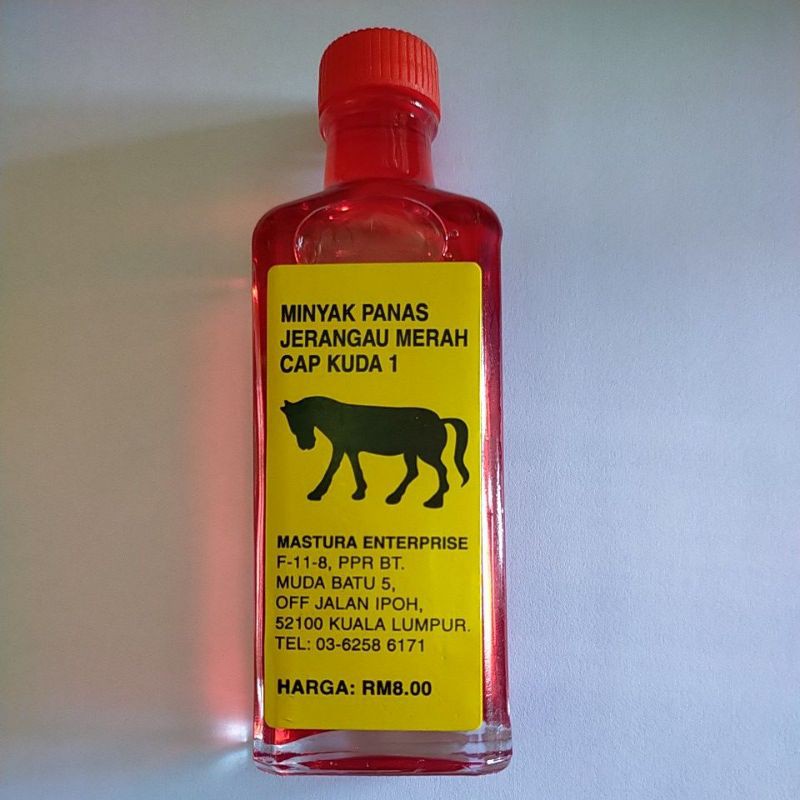 MINYAK PANAS
JERANGAU MERAH
CAP KUDA 1
MASTURA ENTERPRISE
F-11-8, PPR BT.
MUDA BATU 5,
OFF JALAN IPOH,
52100 KUALA LUMPUR.
TEL: 03-6258 6171
HARGA: RM8.00